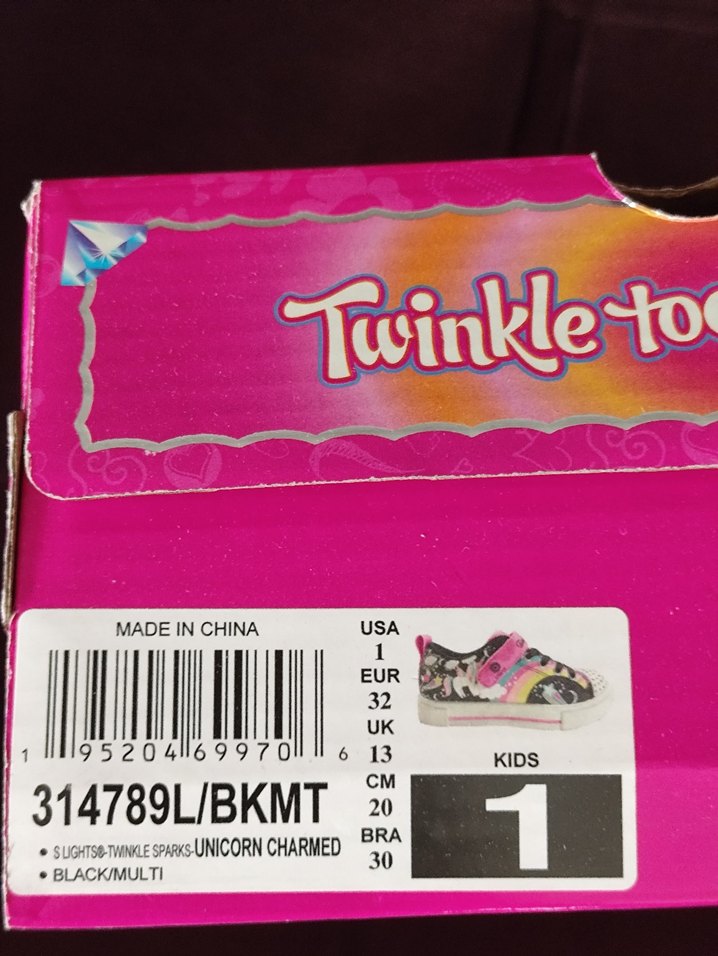 Twinkle toe
MADE IN CHINA
1 95204 69970 6
314789L/BKMT
• S LIGHTS®-TWINKLE SPARKS-UNICORN CHARMED
• BLACK/MULTI
USA
1
EUR
32
UK
13
CM
20
BRA
30
KIDS
1